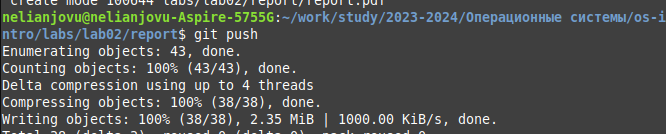 create mode 100644 labs/lab02/report/report.pdf
nelianjovu@nelianjovu-Aspire-5755G:~/work/study/2023-2024/Операционные системы/os-i
ntro/labs/lab02/report$ git push
Enumerating objects: 43, done.
Counting objects: 100% (43/43), done.
Delta compression using up to 4 threads
Compressing objects: 100% (38/38), done.
Writing objects: 100% (38/38), 2.35 MiB | 1000.00 KiB/s, done.
Total 38 (delta 2), reused 0 (delta 0), pack-reused 0